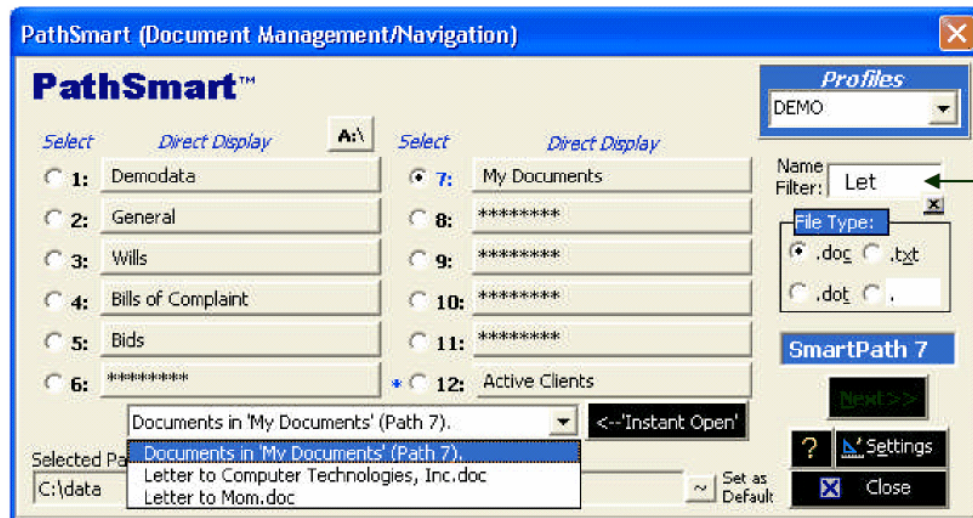 PathSmart (Document Management/Navigation)
PathSmart™
Profiles
DEMO
Select Direct Display A:\ Select Direct Display
1: Demodata
2: General
3: Wills
4: Bills of Complaint
5: Bids
6: *********
7: My Documents
8: ********
9: ********
10: ********
11: ********
* 12: Active Clients
Name
Filter: Let
x
File Type:
.doc .txt
.dot .
SmartPath 7
Next >>
Documents in 'My Documents' (Path 7). <--'Instant Open'
Documents in 'My Documents' (Path 7).
Letter to Computer Technologies, Inc.doc
Letter to Mom.doc
Selected Pa
C:\data
~ Set as
Default
? Settings
Close